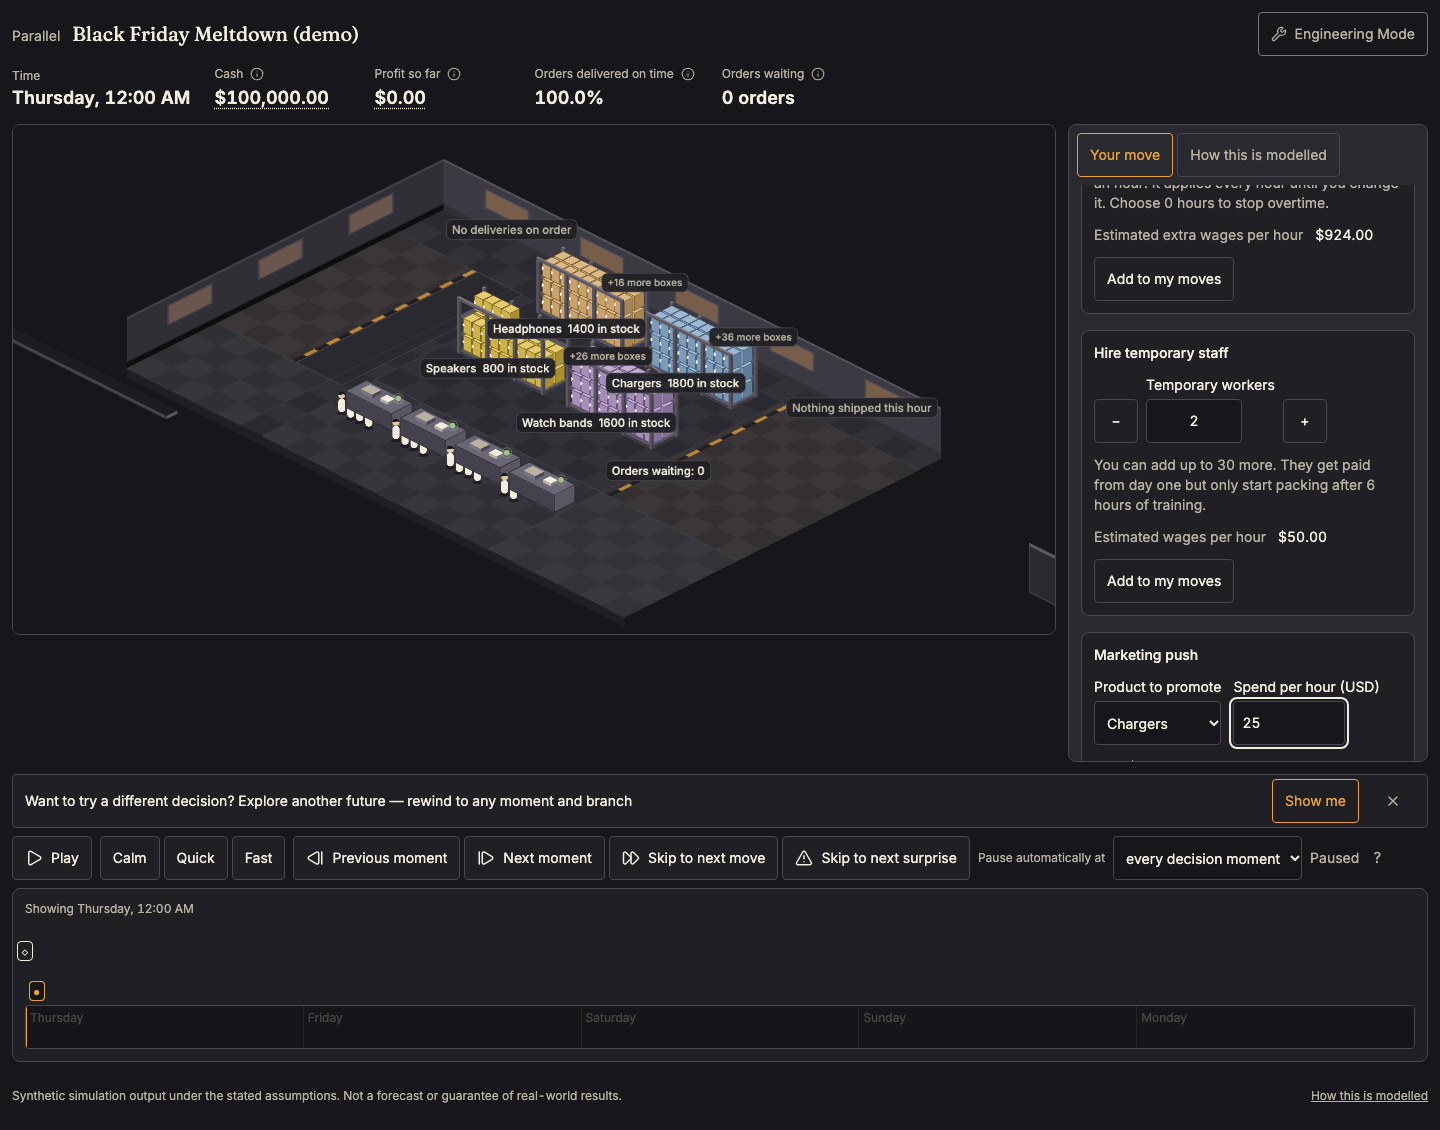 Parallel Black Friday Meltdown (demo)
Engineering Mode
Time
Thursday, 12:00 AM
Cash
$100,000.00
Profit so far
$0.00
Orders delivered on time
100.0%
Orders waiting
0 orders
No deliveries on order
+16 more boxes
Headphones 1400 in stock
+36 more boxes
+26 more boxes
Speakers 800 in stock
Chargers 1800 in stock
Nothing shipped this hour
Watch bands 1600 in stock
Orders waiting: 0
Your move
How this is modelled
an hour. It applies every hour until you change
it. Choose 0 hours to stop overtime.
Estimated extra wages per hour $924.00
Add to my moves
Hire temporary staff
Temporary workers
− 2 +
You can add up to 30 more. They get paid
from day one but only start packing after 6
hours of training.
Estimated wages per hour $50.00
Add to my moves
Marketing push
Product to promote Spend per hour (USD)
Chargers 25
Want to try a different decision? Explore another future — rewind to any moment and branch
Show me
Play Calm Quick Fast Previous moment Next moment Skip to next move Skip to next surprise Pause automatically at every decision moment Paused ?
Showing Thursday, 12:00 AM
Thursday Friday Saturday Sunday Monday
Synthetic simulation output under the stated assumptions. Not a forecast or guarantee of real-world results.
How this is modelled